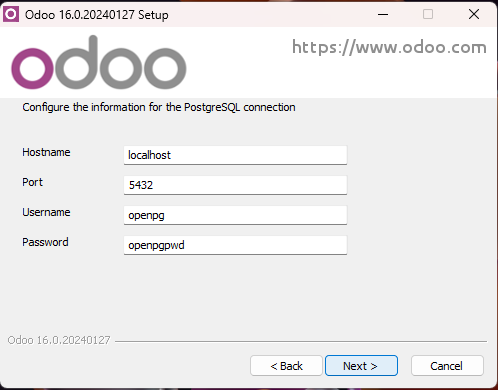 Odoo 16.0.20240127 Setup
odoo
https://www.odoo.com
Configure the information for the PostgreSQL connection
Hostname localhost
Port 5432
Username openpg
Password openpgpwd
Odoo 16.0.20240127
< Back Next > Cancel